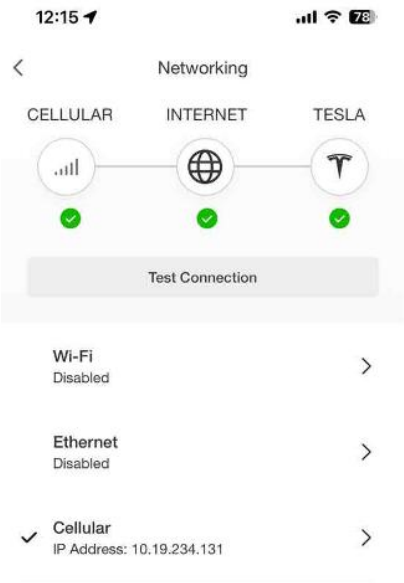 12:15
78
Networking
CELLULAR INTERNET TESLA
Test Connection
Wi-Fi
Disabled
Ethernet
Disabled
Cellular
IP Address: 10.19.234.131